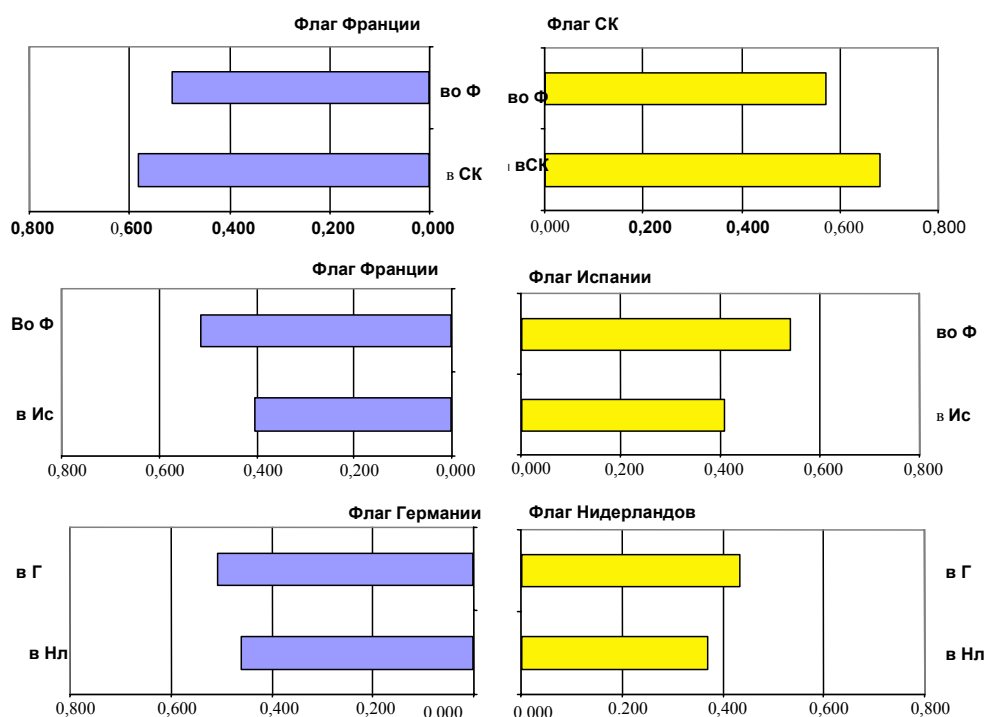 Флаг Франции
во Ф
в СК
0,800 0,600 0,400 0,200 0,000
Флаг СК
во Ф
вСК
0,000 0,200 0,400 0,600 0,800
Флаг Франции
Во Ф
в Ис
0,800 0,600 0,400 0,200 0,000
Флаг Испании
во Ф
в Ис
0,000 0,200 0,400 0,600 0,800
Флаг Германии
в Г
в Нл
0,800 0,600 0,400 0,200 0 000
Флаг Нидерландов
в Г
в Нл
0 000 0.200 0,400 0,600 0,800